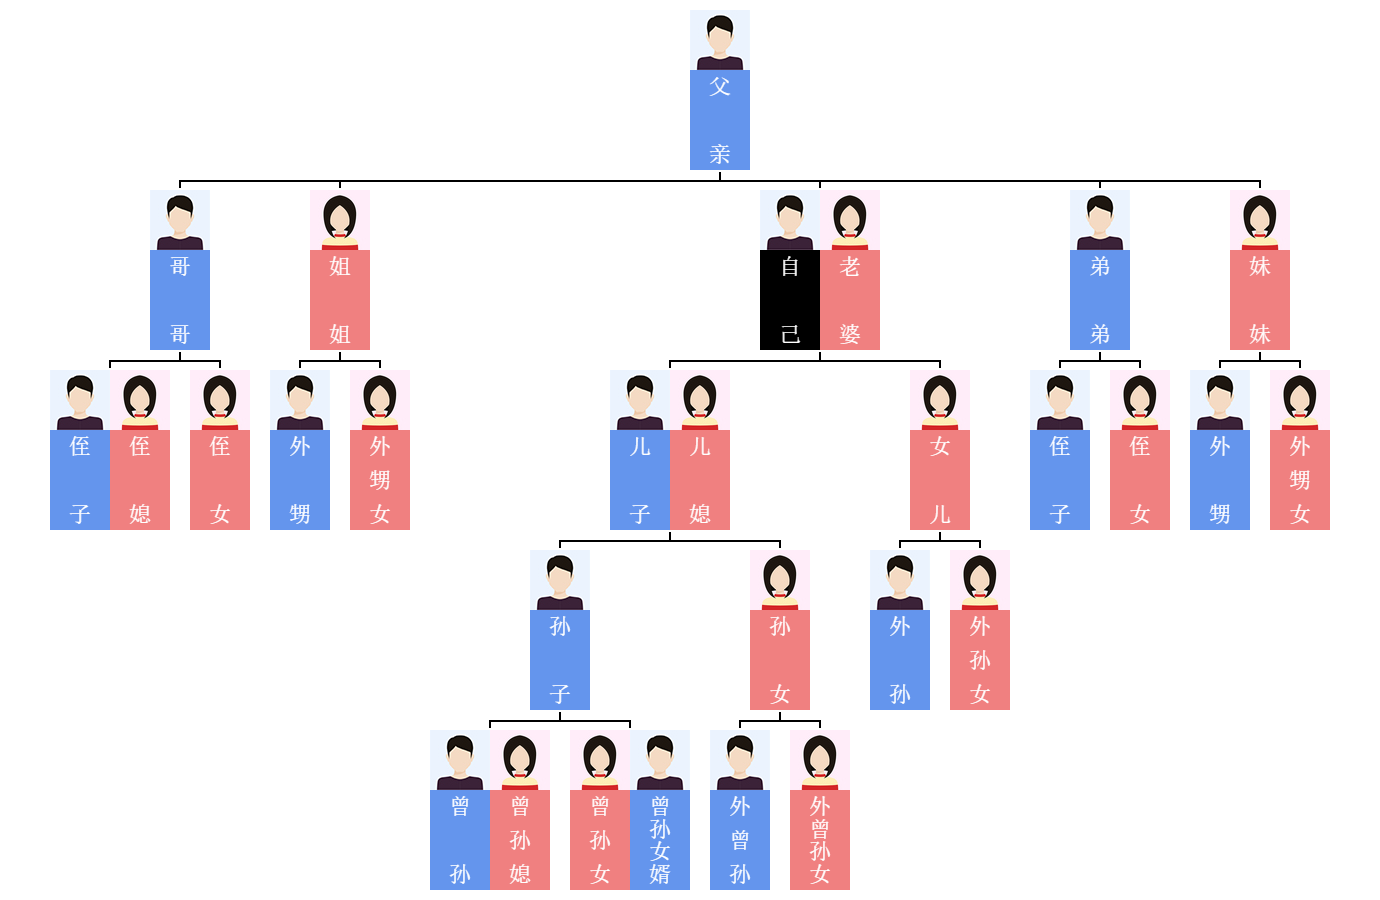 父亲
哥哥
姐姐
自己
老婆
弟弟
妹妹
侄子
侄媳
侄女
外甥
外甥女
儿子
儿媳
女儿
侄子
侄女
外甥
外甥女
孙子
孙女
外孙
外孙女
曾孙
曾孙媳
曾孙女
曾孙女婿
外曾孙
外曾孙女